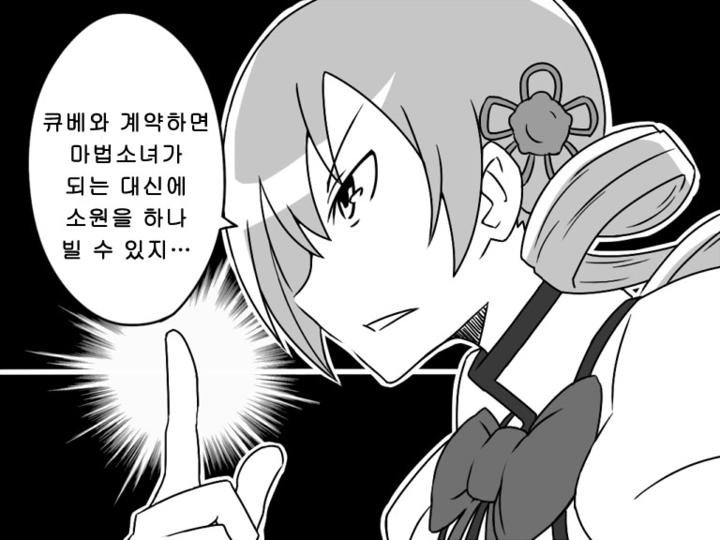 큐베와 계약하면
마법소녀가
되는 대신에
소원을 하나
빌 수 있지…